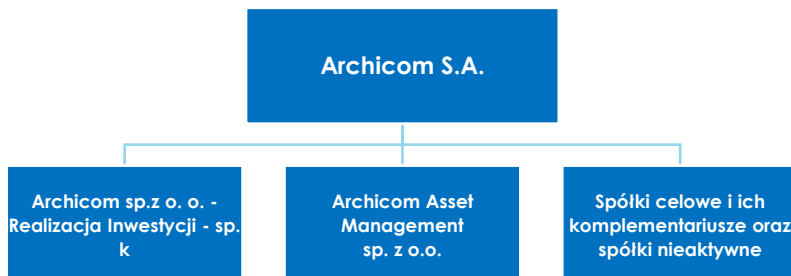 Archicom S.A.
Archicom sp.z o. o. -
Realizacja Inwestycji - sp.
k
Archicom Asset
Management
sp. z o.o.
Spółki celowe i ich
komplementariusze oraz
spółki nieaktywne